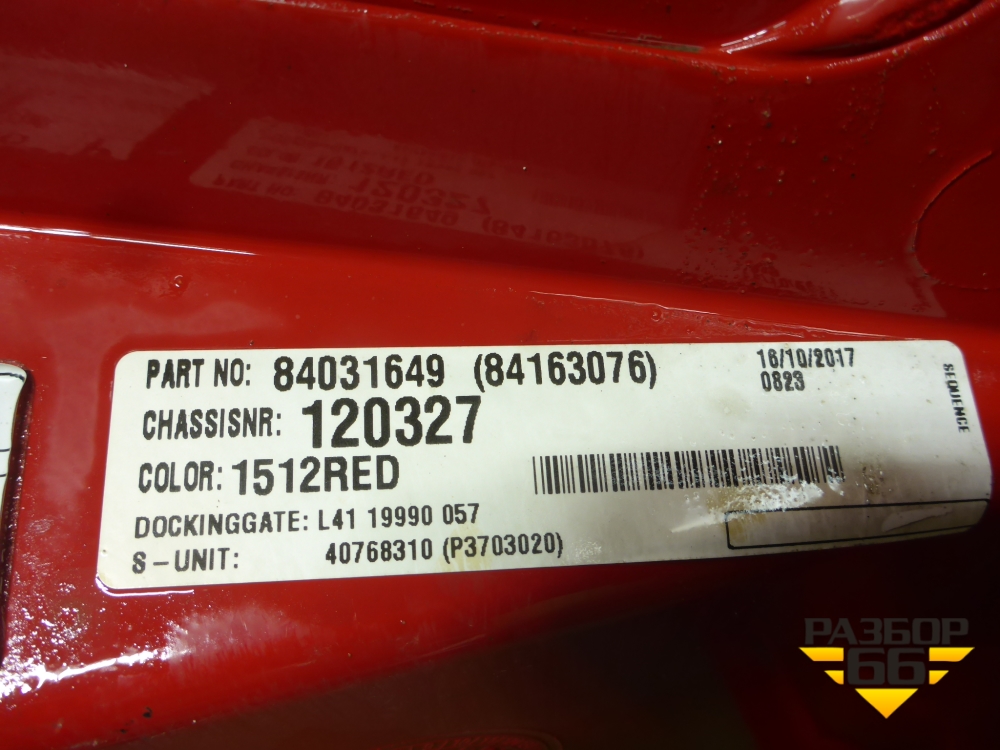 PART NO: 84031649 (84163076)
16/10/2017
0823
CHASSISNR: 120327
COLOR: 1512RED
DOCKINGGATE: L41 19990 057
S-UNIT: 40768310 (P3703020)
SEQUENCE
РАЗБОР
66